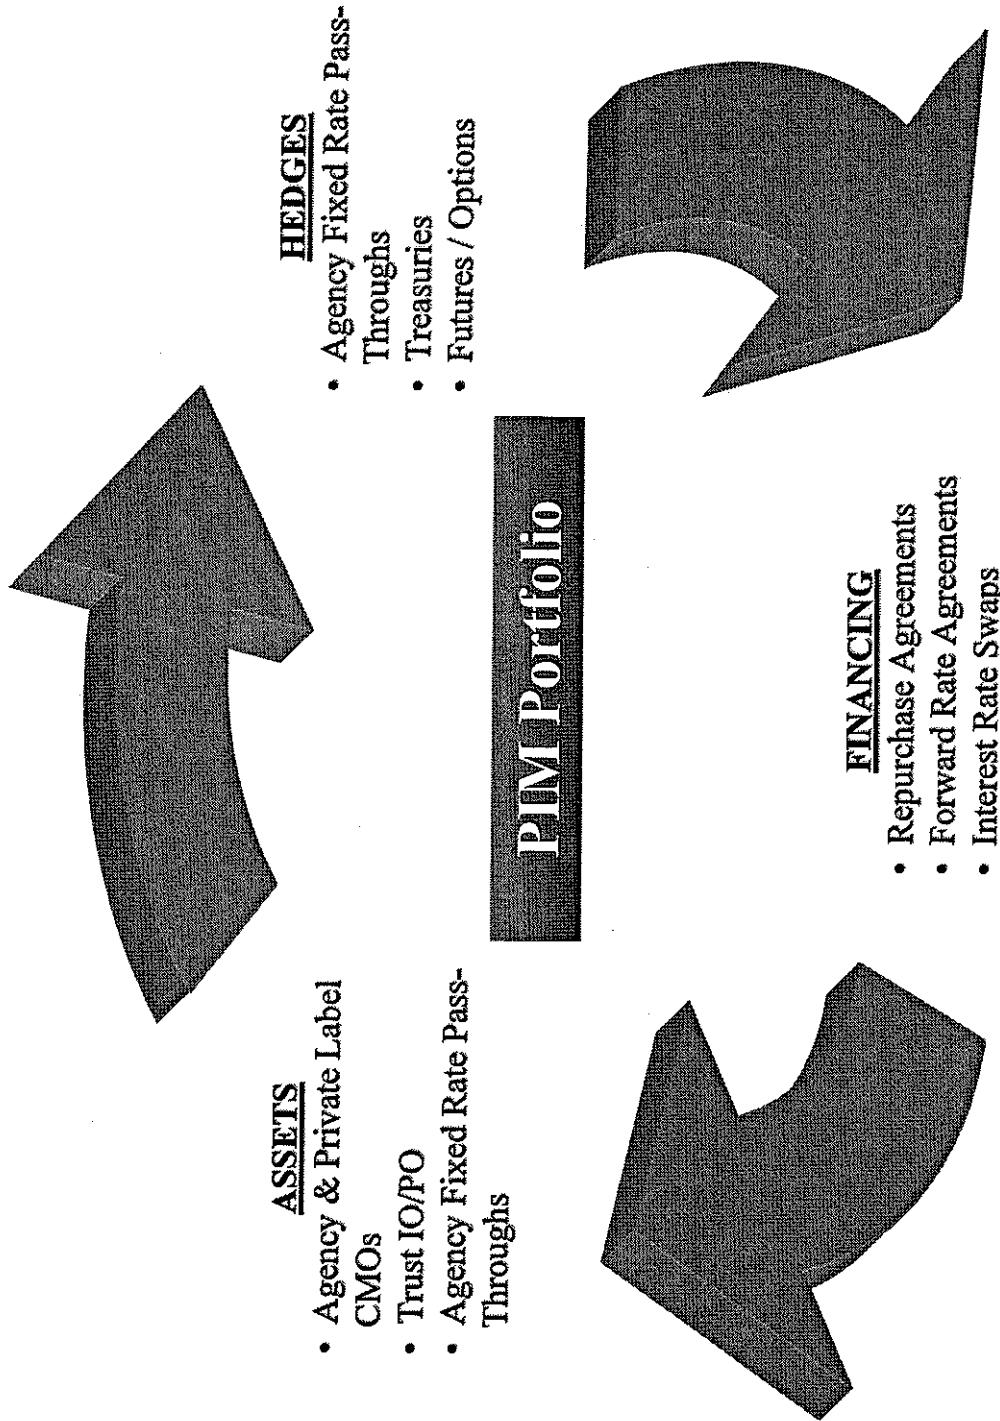 ASSETS
• Agency & Private Label
CMOs
• Trust IO/PO
• Agency Fixed Rate Pass-
Throughs
HEDGES
• Agency Fixed Rate Pass-
Throughs
• Treasuries
• Futures / Options
PIM Portfolio
FINANCING
• Repurchase Agreements
• Forward Rate Agreements
• Interest Rate Swaps